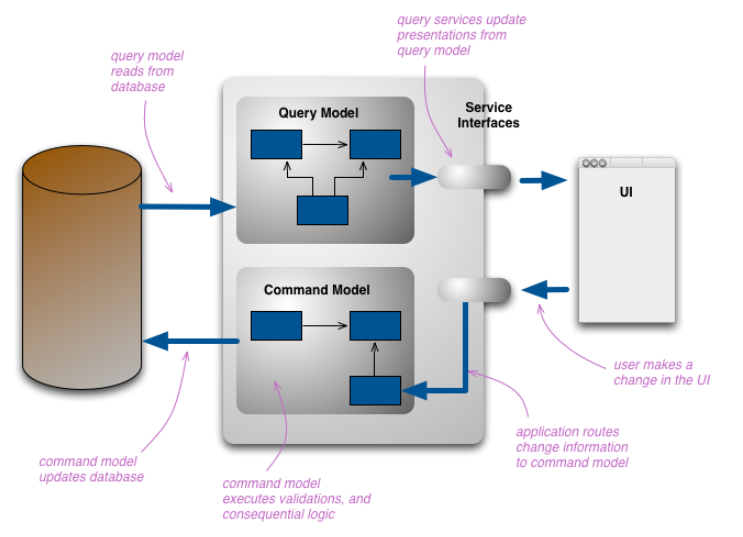 query services update
presentations from
query model
query model
reads from
database
Query Model
Service
Interfaces
UI
Command Model
user makes a
change in the UI
application routes
change information
to command model
command model
updates database
command model
executes validations, and
consequential logic